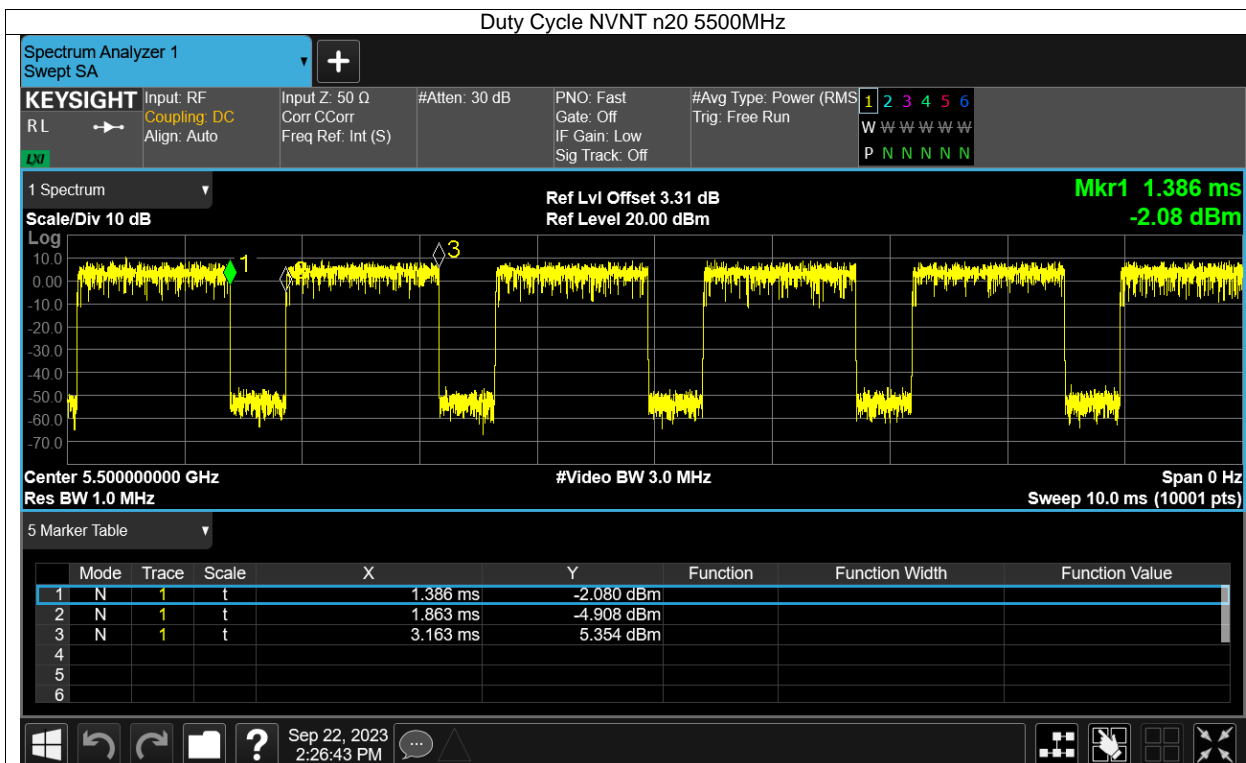 Duty Cycle NVNT n20 5500MHz
Spectrum Analyzer 1
Swept SA
KEYSIGHT
R L
LXI
Input: RF
Coupling: DC
Align: Auto
Input Z: 50 Ω
Corr CCorr
Freq Ref: Int (S)
#Atten: 30 dB
PNO: Fast
Gate: Off
IF Gain: Low
Sig Track: Off
#Avg Type: Power (RMS
Trig: Free Run
1 2 3 4 5 6
W W W W W W
P N N N N N
1 Spectrum
Scale/Div 10 dB
Ref Lvl Offset 3.31 dB
Ref Level 20.00 dBm
Mkr1 1.386 ms
-2.08 dBm
Log
10.0
0.00
-10.0
-20.0
-30.0
-40.0
-50.0
-60.0
-70.0
1
2
3
Center 5.500000000 GHz
#Video BW 3.0 MHz
Span 0 Hz
Res BW 1.0 MHz
Sweep 10.0 ms (10001 pts)
5 Marker Table
Mode Trace Scale X Y Function Function Width Function Value
1 N 1 t 1.386 ms -2.080 dBm
2 N 1 t 1.863 ms -4.908 dBm
3 N 1 t 3.163 ms 5.354 dBm
4
5
6
?
Sep 22, 2023
2:26:43 PM